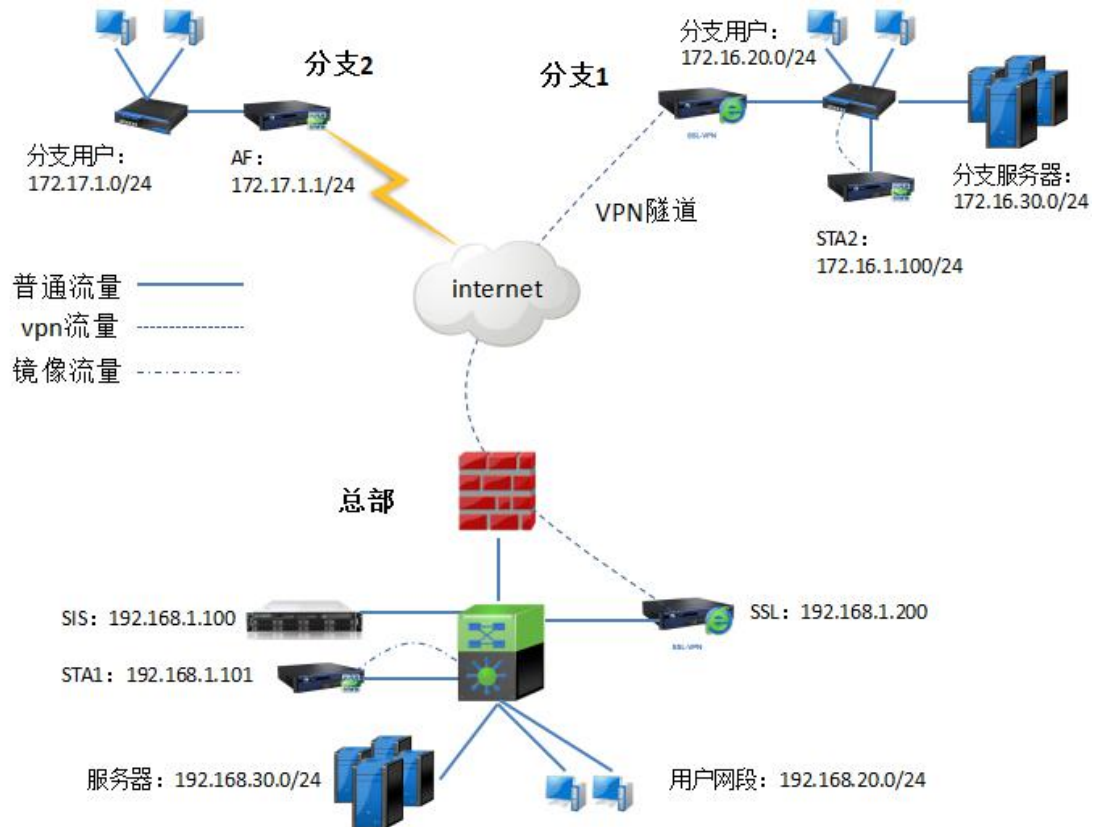 分支2
分支1
分支用户：
172.16.20.0/24
SSL-VPN
分支用户：
172.17.1.0/24
AF：
172.17.1.1/24
分支服务器：
172.16.30.0/24
VPN隧道
STA2：
172.16.1.100/24
普通流量
vpn流量
镜像流量
internet
总部
SIS：192.168.1.100
SSL：192.168.1.200
SSL-VPN
STA1：192.168.1.101
服务器：192.168.30.0/24
用户网段：192.168.20.0/24